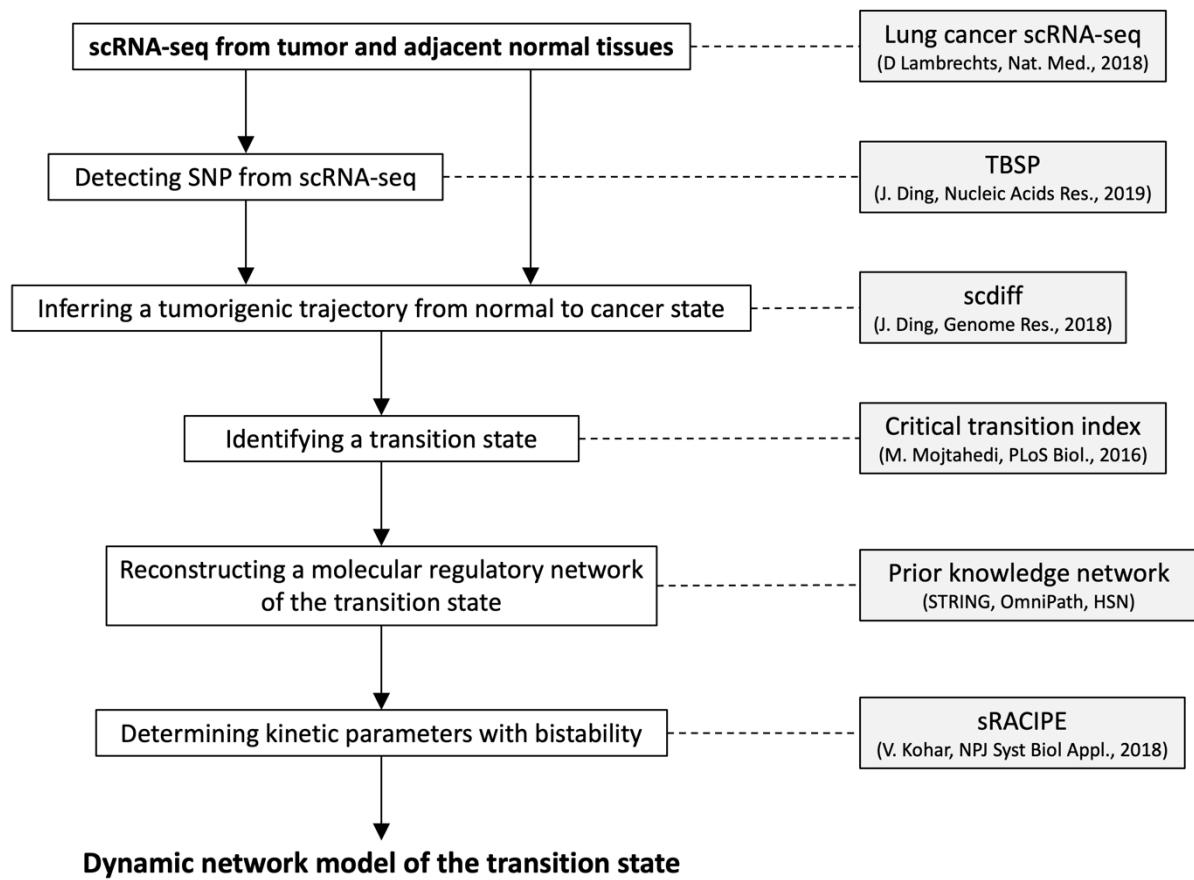 scRNA-seq from tumor and adjacent normal tissues
Lung cancer scRNA-seq
(D Lambrechts, Nat. Med., 2018)
Detecting SNP from scRNA-seq
TBSP
(J. Ding, Nucleic Acids Res., 2019)
Inferring a tumorigenic trajectory from normal to cancer state
scdiff
(J. Ding, Genome Res., 2018)
Identifying a transition state
Critical transition index
(M. Mojtahedi, PLoS Biol., 2016)
Reconstructing a molecular regulatory network
of the transition state
Prior knowledge network
(STRING, OmniPath, HSN)
Determining kinetic parameters with bistability
sRACIPE
(V. Kohar, NPJ Syst Biol Appl., 2018)
Dynamic network model of the transition state